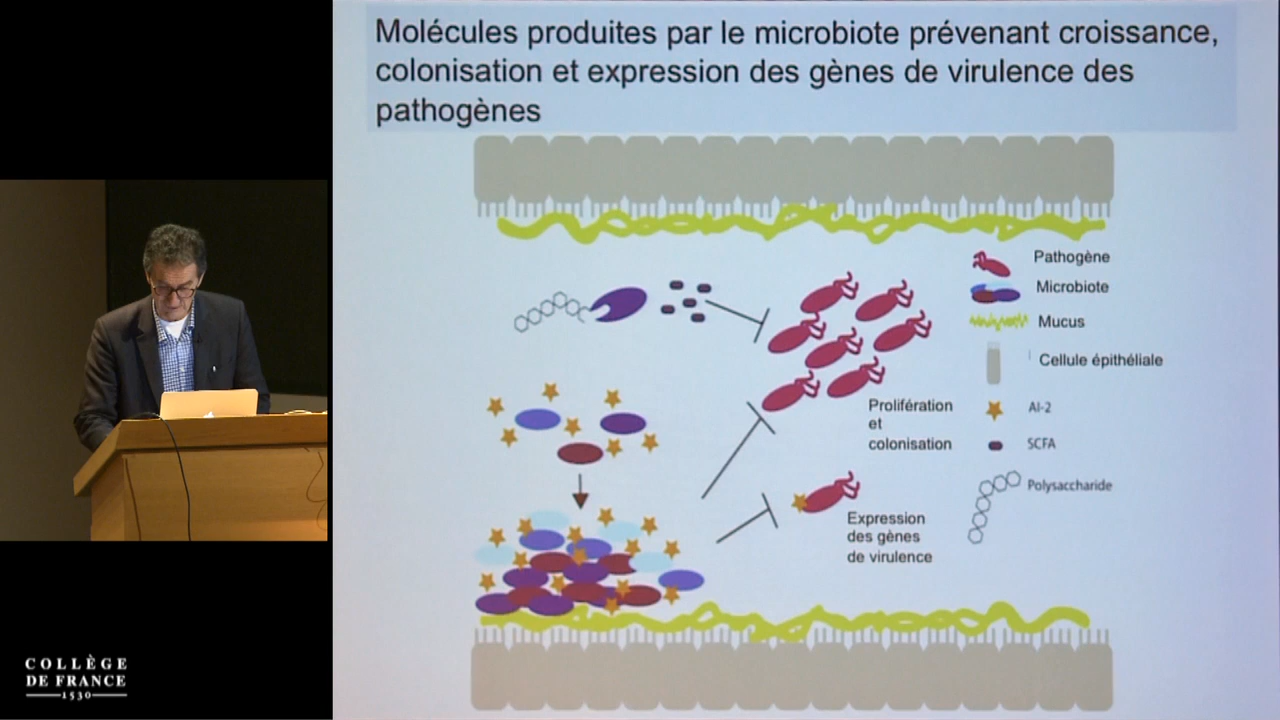 Molécules produites par le microbiote prévenant croissance,
colonisation et expression des gènes de virulence des
pathogènes
Pathogène
Microbiote
Mucus
Cellule épithéliale
AI-2
SCFA
Polysaccharide
Prolifération
et
colonisation
Expression
des gènes
de virulence
COLLÈGE
DE FRANCE
1530